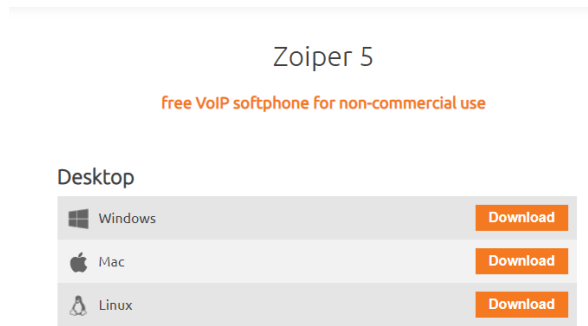 Zoiper 5
free VoIP softphone for non-commercial use
Desktop
Windows Download
Mac Download
Linux Download